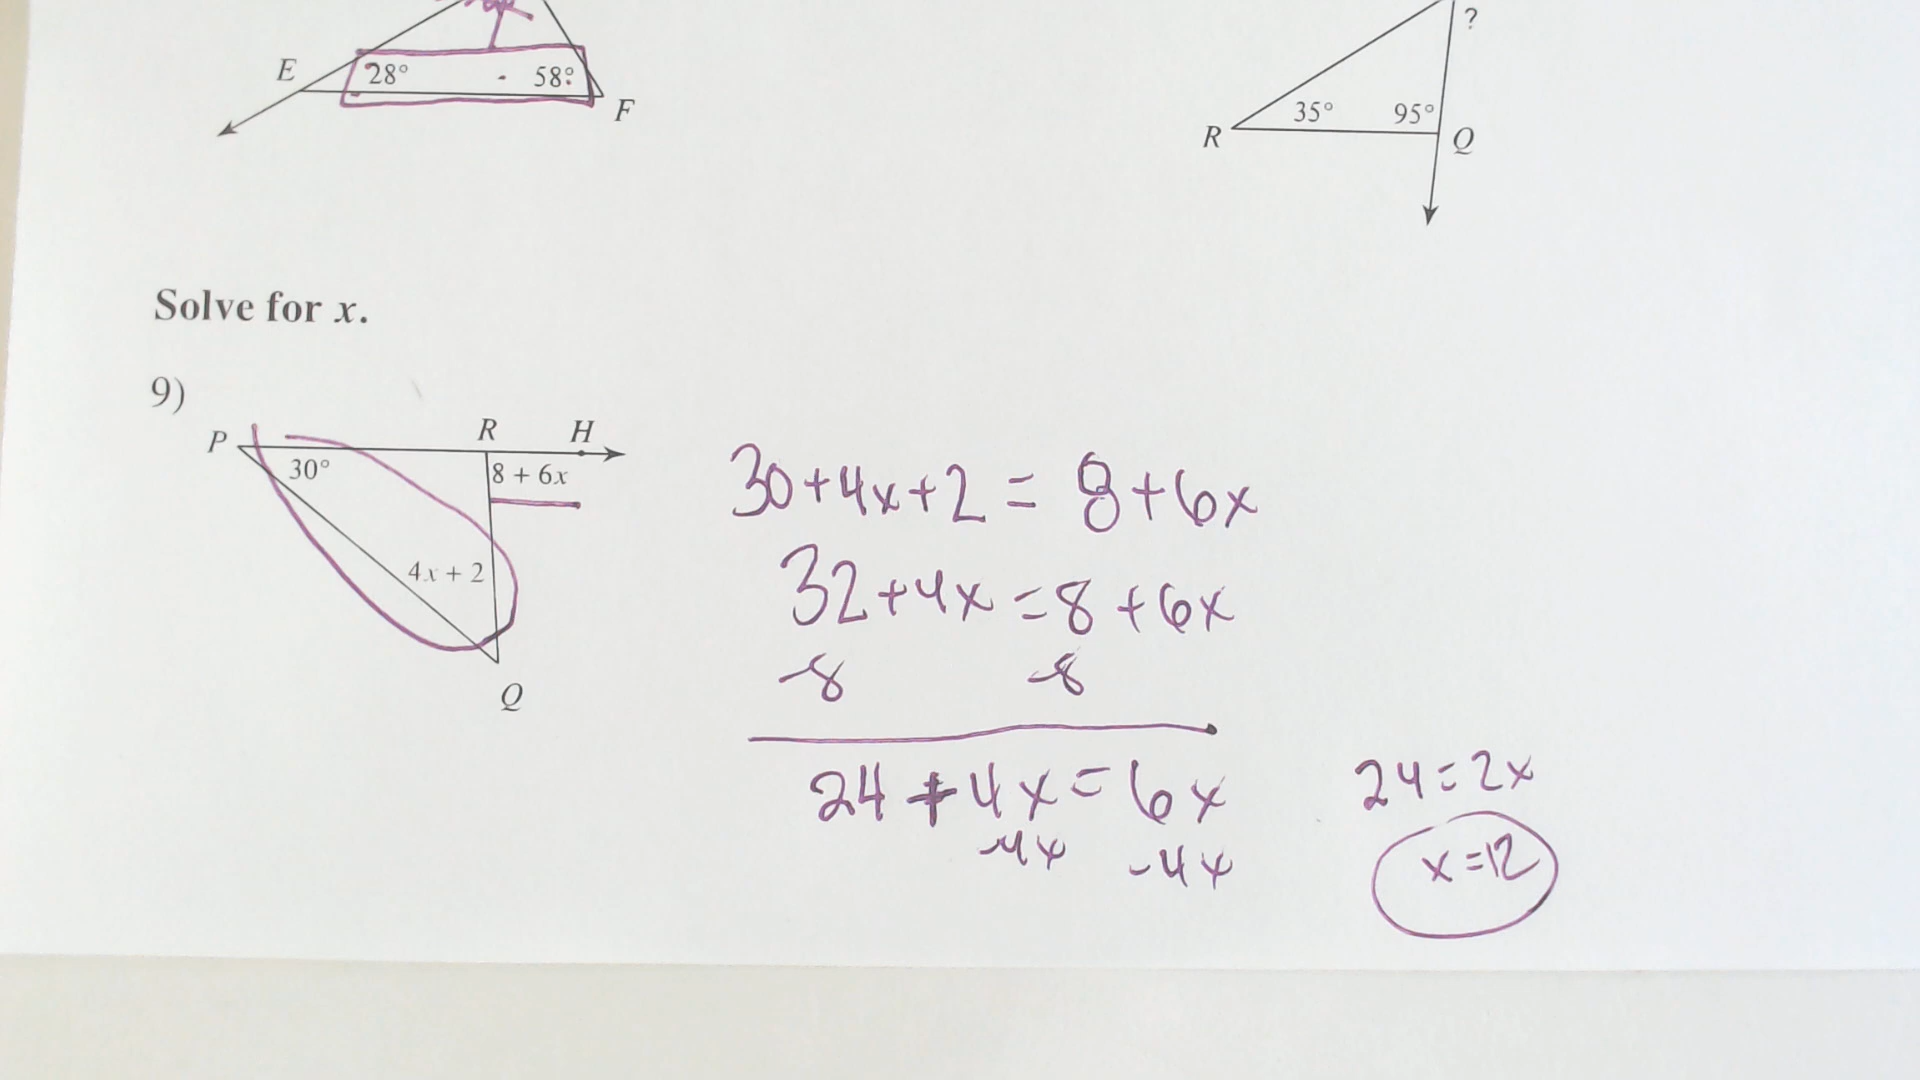 ?
E 28° 58° F
R 35° 95° Q
Solve for x.
9)
P R H
30° 8 + 6x
4x + 2
Q
30+4x+2 = 8+6x
32+4x = 8+6x
-8 -8
24 + 4x = 6x
-4x -4x
24 = 2x
x = 12